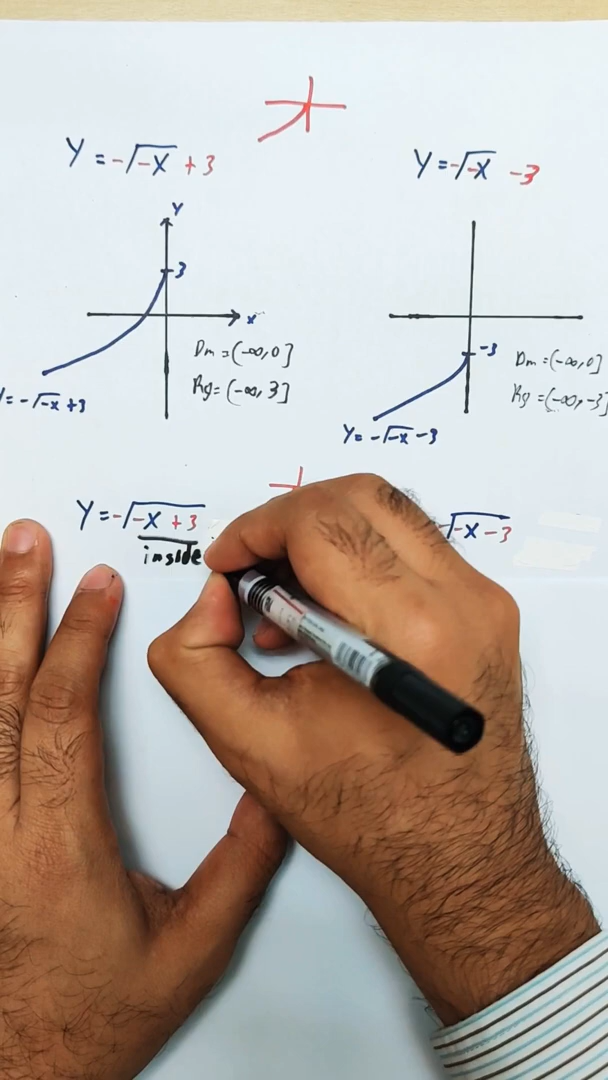 Y = -√-x + 3
Y
3
x
Dm = (-∞, 0]
Rg = (-∞, 3]
= -√-x + 3
Y = -√-x - 3
-3
Dm = (-∞, 0]
Rg = (-∞, -3]
Y = -√-x - 3
Y = -√-x + 3
inside
√-x - 3